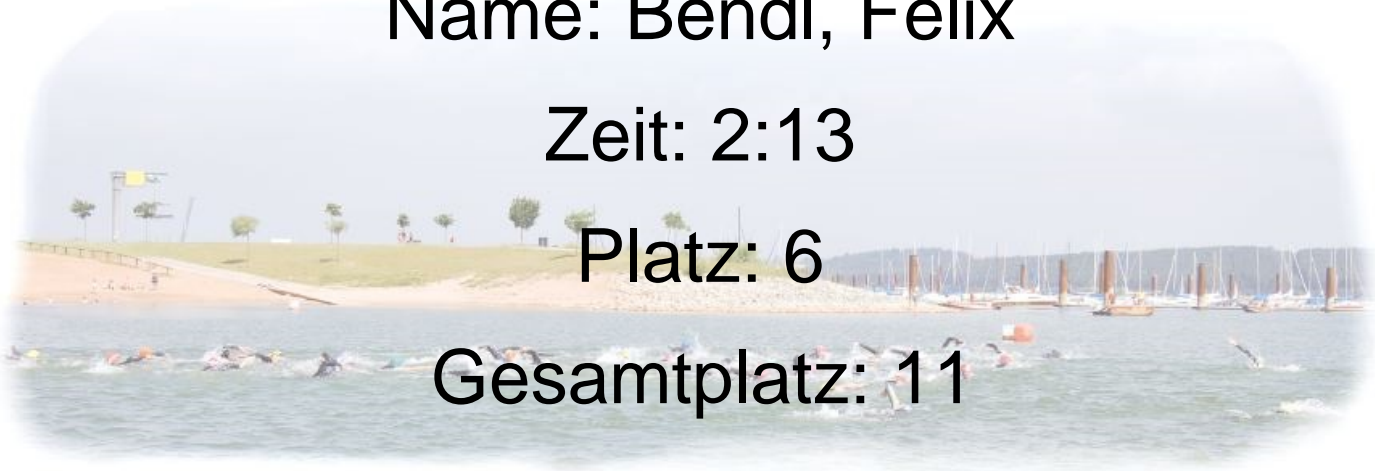 Name: Bendl, Felix
Zeit: 2:13
Platz: 6
Gesamtplatz: 11